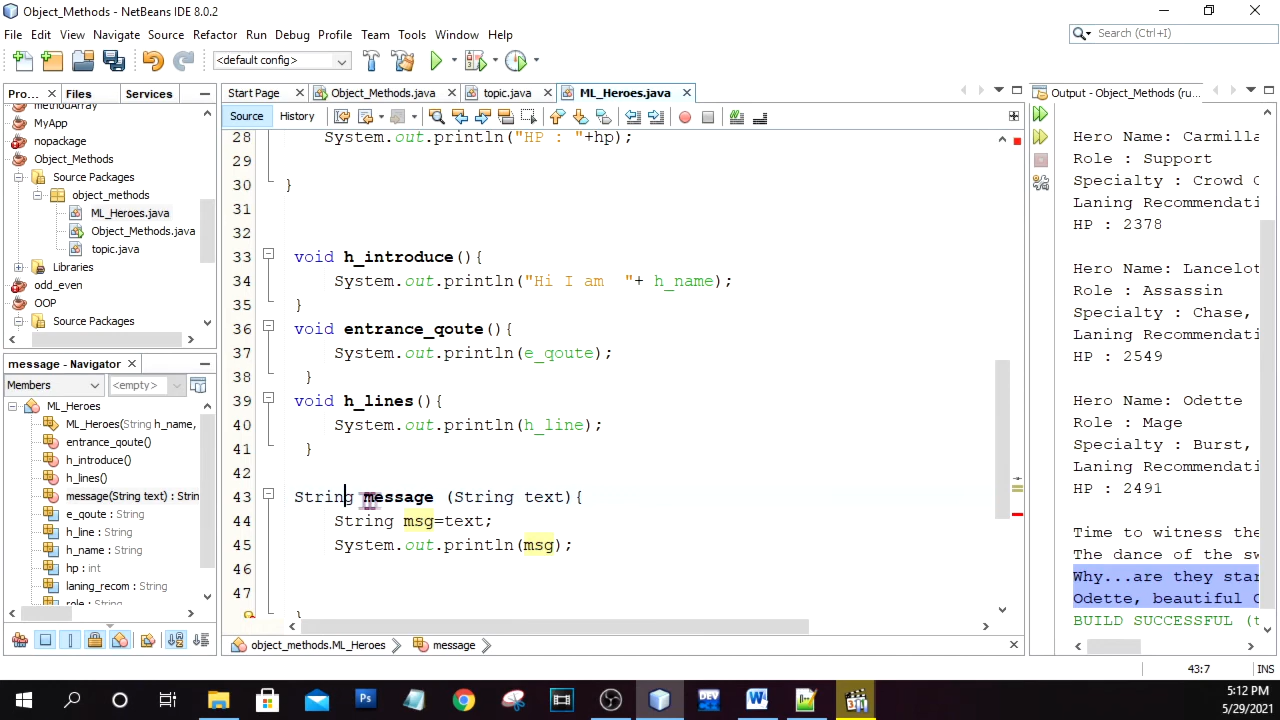 Object_Methods - NetBeans IDE 8.0.2
File Edit View Navigate Source Refactor Run Debug Profile Team Tools Window Help
Search (Ctrl+I)
<default config>
Pro... Files Services
Start Page Object_Methods.java topic.java ML_Heroes.java
Output - Object_Methods (ru...
Source History
MyApp
nopackage
Object_Methods
Source Packages
object_methods
ML_Heroes.java
Object_Methods.java
topic.java
Libraries
odd_even
OOP
Source Packages
message - Navigator
Members <empty>
ML_Heroes
ML_Heroes(String h_name,
entrance_qoute()
h_introduce()
h_lines()
message(String text) : Strin
e_qoute : String
h_line : String
h_name : String
hp : int
laning_recom : String
28 System.out.println("HP : "+hp);
29
30 }
31
32
33 void h_introduce(){
34 System.out.println("Hi I am  "+ h_name);
35 }
36 void entrance_qoute(){
37 System.out.println(e_qoute);
38 }
39 void h_lines(){
40 System.out.println(h_line);
41 }
42
43 String message (String text){
44 String msg=text;
45 System.out.println(msg);
46
47
}
object_methods.ML_Heroes message
Hero Name: Carmilla
Role : Support
Specialty : Crowd C
Laning Recommendati
HP : 2378
Hero Name: Lancelot
Role : Assassin
Specialty : Chase,
Laning Recommendati
HP : 2549
Hero Name: Odette
Role : Mage
Specialty : Burst,
Laning Recommendati
HP : 2491
Time to witness the
The dance of the sw
Why...are they star
Odette, beautiful
BUILD SUCCESSFUL (t
43:7 INS
Ps
DEV
5:12 PM
5/29/2021